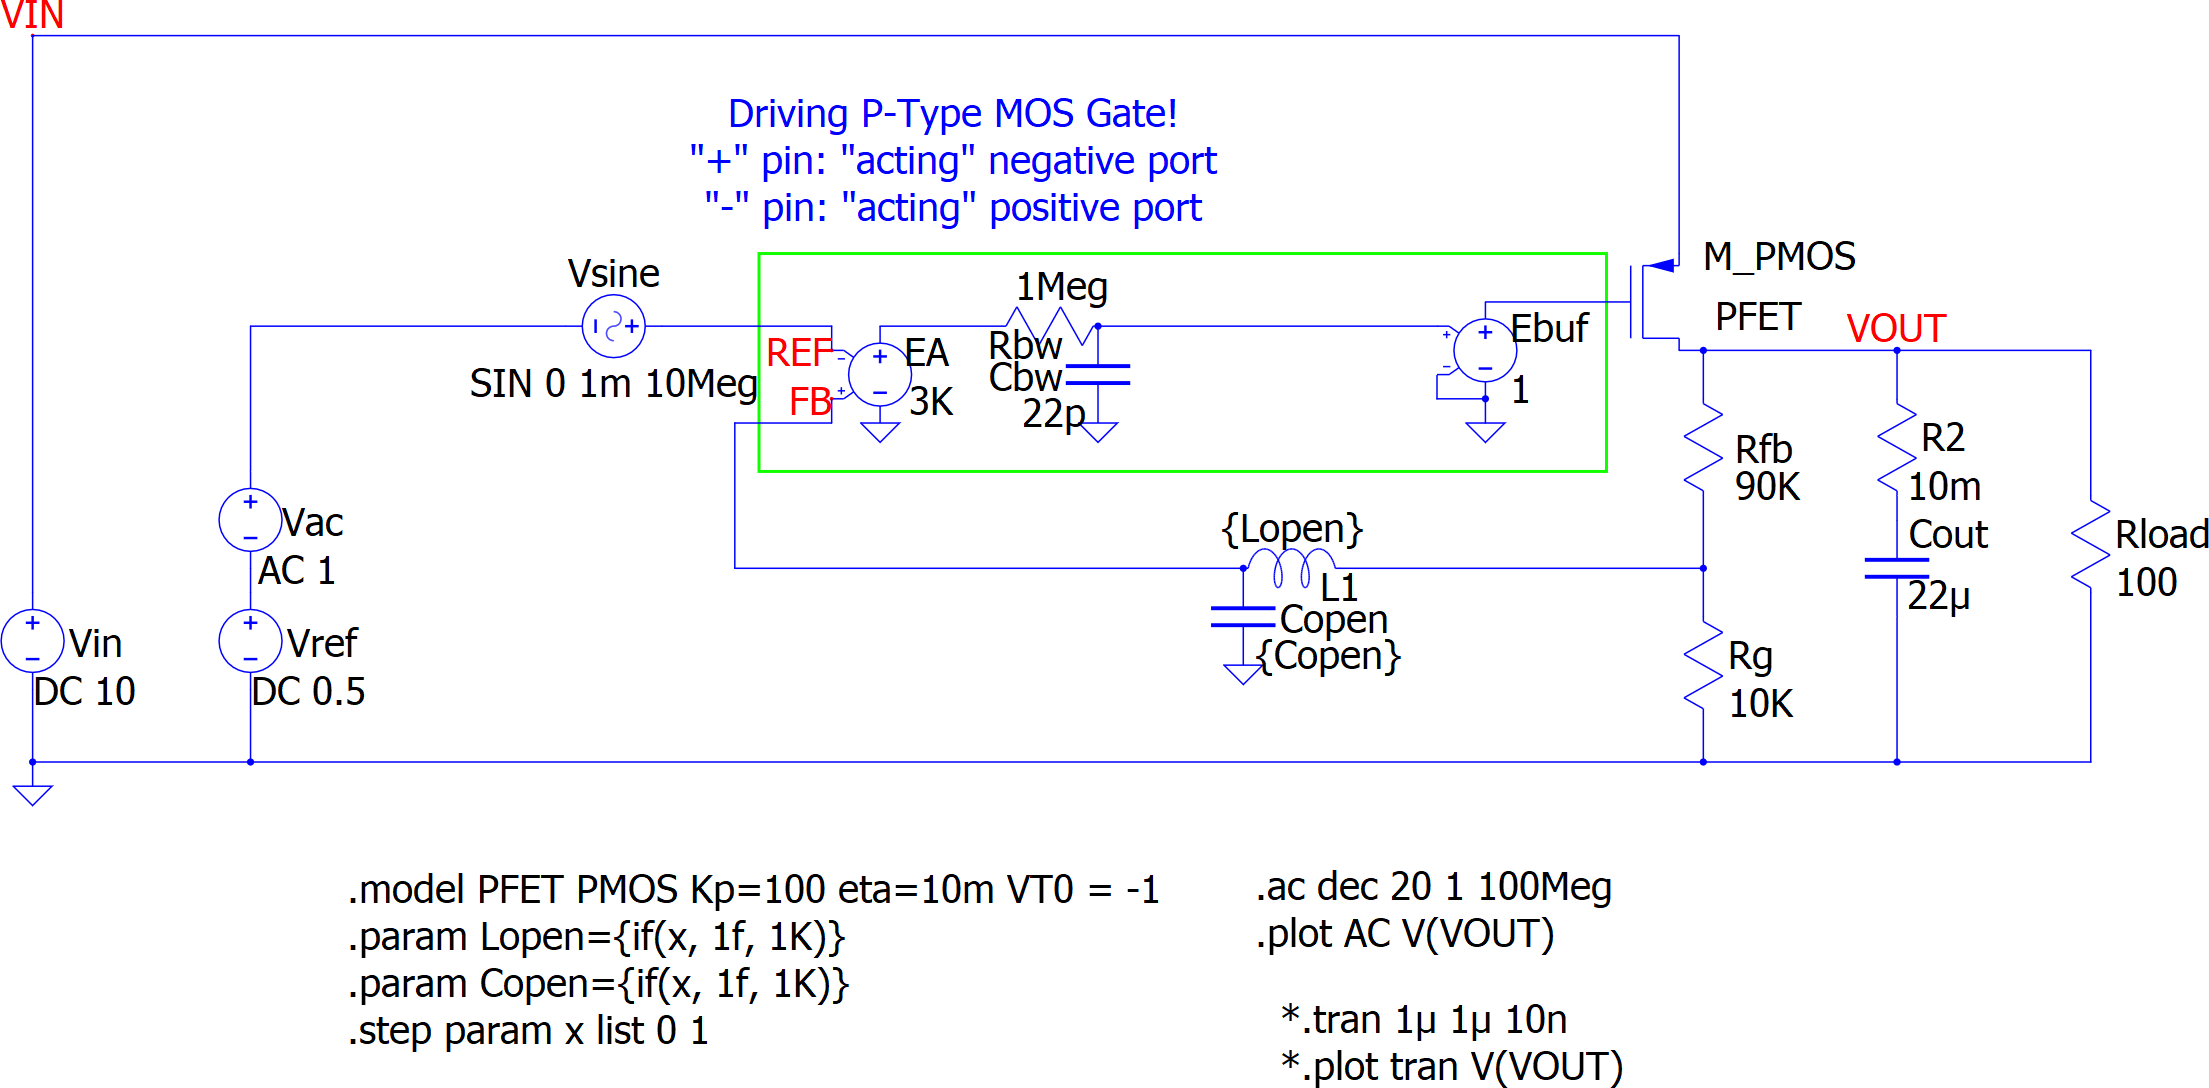 VIN
Driving P-Type MOS Gate!
"+" pin: "acting" negative port
"-" pin: "acting" positive port
Vsine
SIN 0 1m 10Meg
REF
FB
EA
3K
1Meg
Rbw
Cbw
22p
Ebuf
1
M_PMOS
PFET
VOUT
Rfb
90K
R2
10m
Cout
22µ
Rload
100
{Lopen}
L1
Copen
{Copen}
Rg
10K
Vac
AC 1
Vin
DC 10
Vref
DC 0.5
.model PFET PMOS Kp=100 eta=10m VT0 = -1
.param Lopen={if(x, 1f, 1K)}
.param Copen={if(x, 1f, 1K)}
.step param x list 0 1
.ac dec 20 1 100Meg
.plot AC V(VOUT)
*.tran 1µ 1µ 10n
*.plot tran V(VOUT)